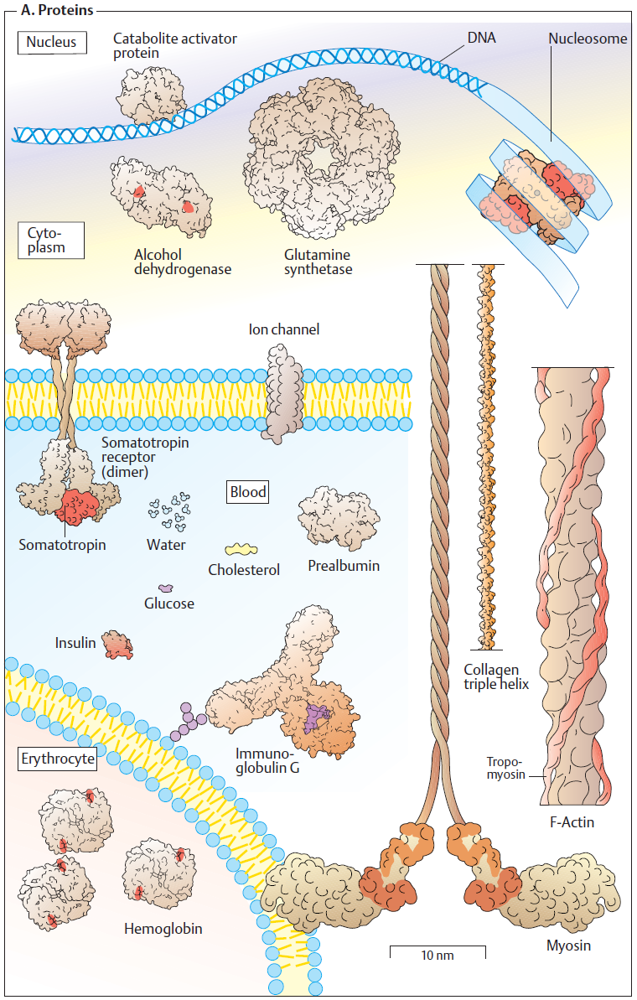 A. Proteins
Nucleus
Catabolite activator
protein
DNA
Nucleosome
Cyto-
plasm
Alcohol
dehydrogenase
Glutamine
synthetase
Ion channel
Somatotropin
receptor
(dimer)
Blood
Somatotropin
Water
Cholesterol
Prealbumin
Glucose
Insulin
Collagen
triple helix
Erythrocyte
Immuno-
globulin G
Tropo-
myosin
F-Actin
Hemoglobin
10 nm
Myosin